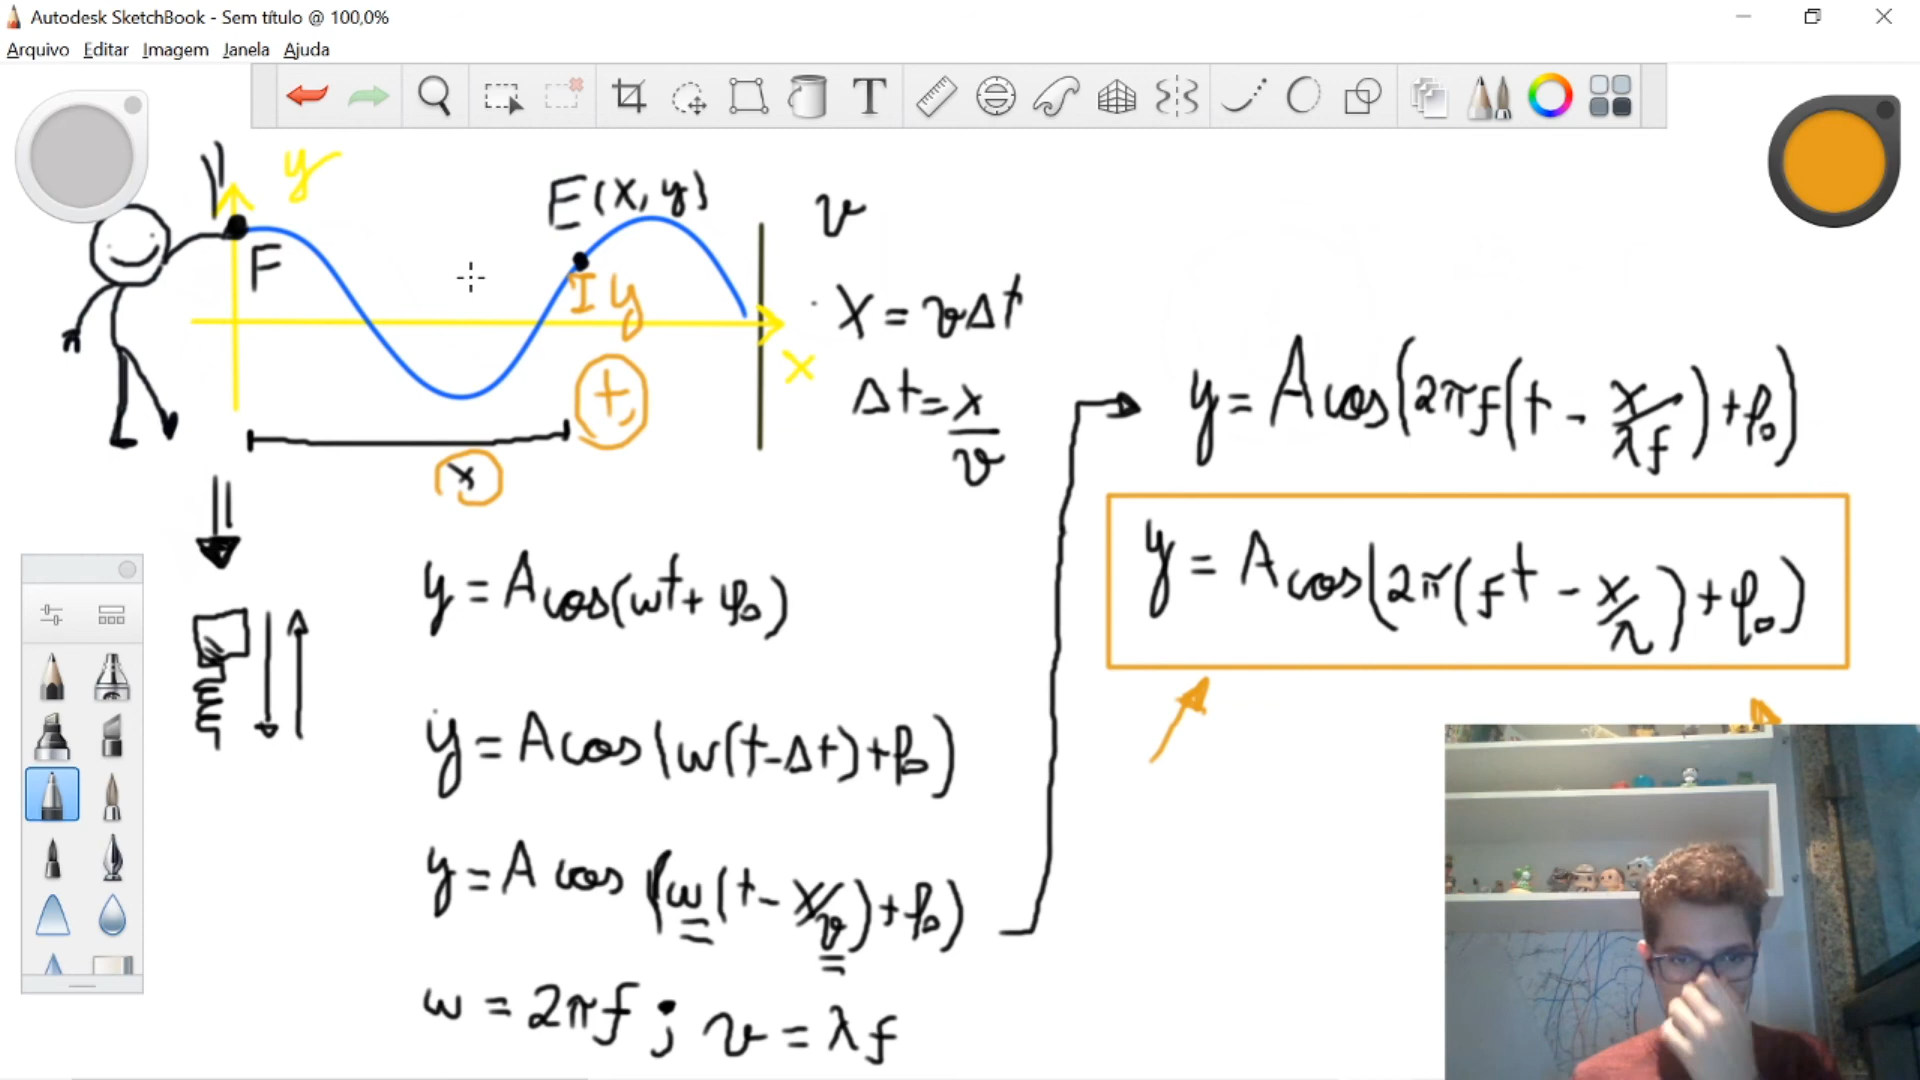 Autodesk SketchBook - Sem título @ 100,0%
Arquivo Editar Imagem Janela Ajuda
T
y
E(x, y)
v
F
I y
x = vΔt
x
t
Δt = x/v
x
y = A cos(2πf(t - x/λf) + φ₀)
y = A cos(2π(ft - x/λ) + φ₀)
y = A cos(wt + φ₀)
y = A cos(w(t - Δt) + φ₀)
y = A cos(w(t - x/v) + φ₀)
w = 2πf ; v = λf